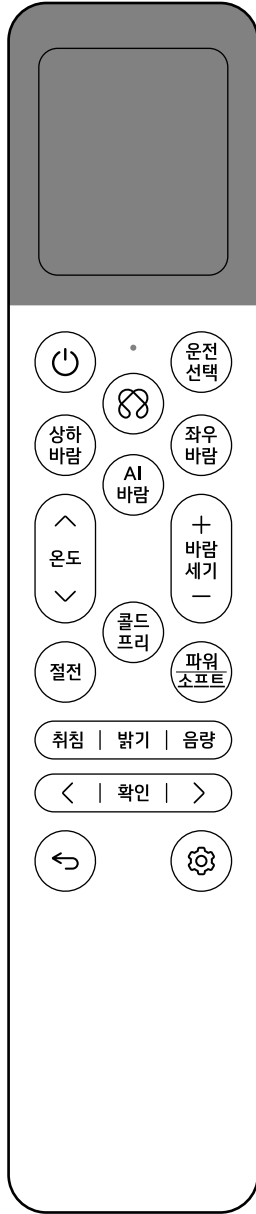 운전
선택
상하
바람
좌우
바람
AI
바람
온도
+
바람
세기
−
콜드
프리
절전
파워
소프트
취침 | 밝기 | 음량
< | 확인 | >